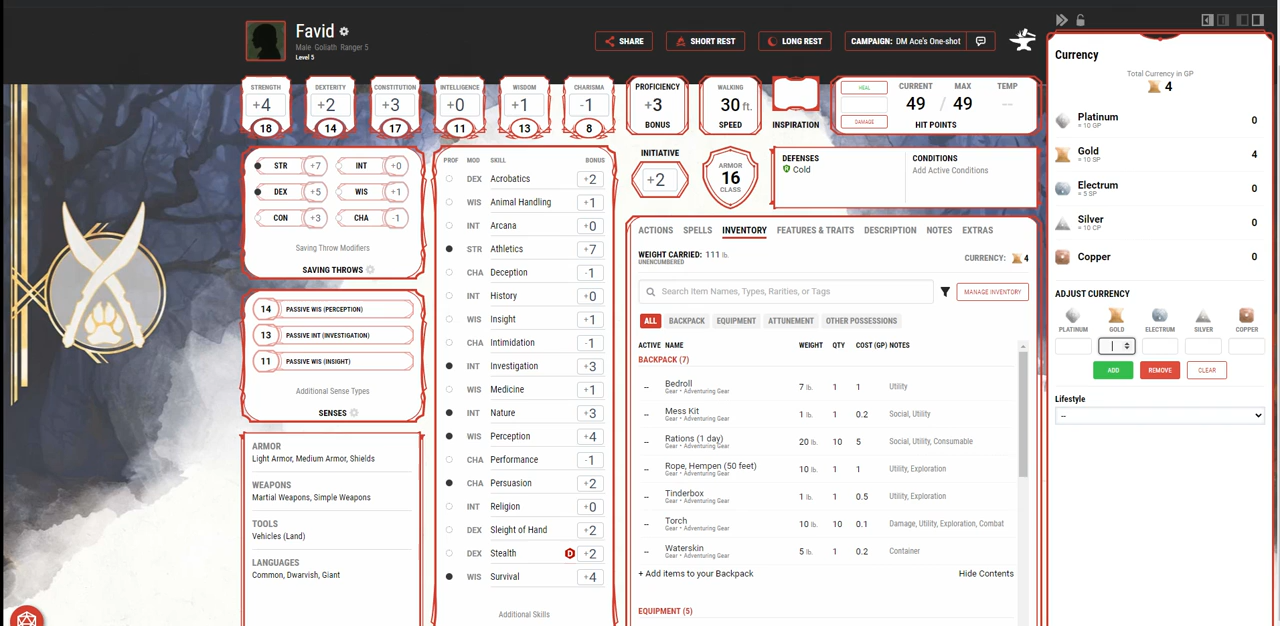 Favid
Male Goliath Ranger 5
Level 5
SHARE
SHORT REST
LONG REST
CAMPAIGN: DM Ace's One-shot
STRENGTH
+4
18
DEXTERITY
+2
14
CONSTITUTION
+3
17
INTELLIGENCE
+0
11
WISDOM
+1
13
CHARISMA
-1
8
PROFICIENCY
+3
BONUS
WALKING
30 ft.
SPEED
INSPIRATION
HEAL
DAMAGE
CURRENT MAX TEMP
49 / 49 --
HIT POINTS
STR +7 INT +0
DEX +5 WIS +1
CON +3 CHA -1
Saving Throw Modifiers
SAVING THROWS
14 PASSIVE WIS (PERCEPTION)
13 PASSIVE INT (INVESTIGATION)
11 PASSIVE WIS (INSIGHT)
Additional Sense Types
SENSES
ARMOR
Light Armor, Medium Armor, Shields
WEAPONS
Martial Weapons, Simple Weapons
TOOLS
Vehicles (Land)
LANGUAGES
Common, Dwarvish, Giant
PROF MOD SKILL BONUS
DEX Acrobatics +2
WIS Animal Handling +1
INT Arcana +0
STR Athletics +7
CHA Deception -1
INT History +0
WIS Insight +1
CHA Intimidation -1
INT Investigation +3
WIS Medicine +1
INT Nature +3
WIS Perception +4
CHA Performance -1
CHA Persuasion +2
INT Religion +0
DEX Sleight of Hand +2
DEX Stealth D +2
WIS Survival +4
Additional Skills
INITIATIVE
+2
ARMOR
16
CLASS
DEFENSES
Cold
CONDITIONS
Add Active Conditions
ACTIONS SPELLS INVENTORY FEATURES & TRAITS DESCRIPTION NOTES EXTRAS
WEIGHT CARRIED: 111 lb.
UNENCUMBERED
CURRENCY: 4
Search Item Names, Types, Rarities, or Tags
MANAGE INVENTORY
ALL BACKPACK EQUIPMENT ATTUNEMENT OTHER POSSESSIONS
ACTIVE NAME WEIGHT QTY COST (GP) NOTES
BACKPACK (7)
-- Bedroll 7 lb. 1 1 Utility
Gear • Adventuring Gear
-- Mess Kit 1 lb. 1 0.2 Social, Utility
Gear • Adventuring Gear
-- Rations (1 day) 20 lb. 10 5 Social, Utility, Consumable
Gear • Adventuring Gear
-- Rope, Hempen (50 feet) 10 lb. 1 1 Utility, Exploration
Gear • Adventuring Gear
-- Tinderbox 1 lb. 1 0.5 Utility, Exploration
Gear • Adventuring Gear
-- Torch 10 lb. 10 0.1 Damage, Utility, Exploration, Combat
Gear • Adventuring Gear
-- Waterskin 5 lb. 1 0.2 Container
Gear • Adventuring Gear
+ Add items to your Backpack Hide Contents
EQUIPMENT (5)
Currency
Total Currency in GP
4
Platinum 0
= 10 GP
Gold 4
= 10 SP
Electrum 0
= 5 SP
Silver 0
= 10 CP
Copper 0
ADJUST CURRENCY
PLATINUM GOLD ELECTRUM SILVER COPPER
ADD REMOVE CLEAR
Lifestyle
--